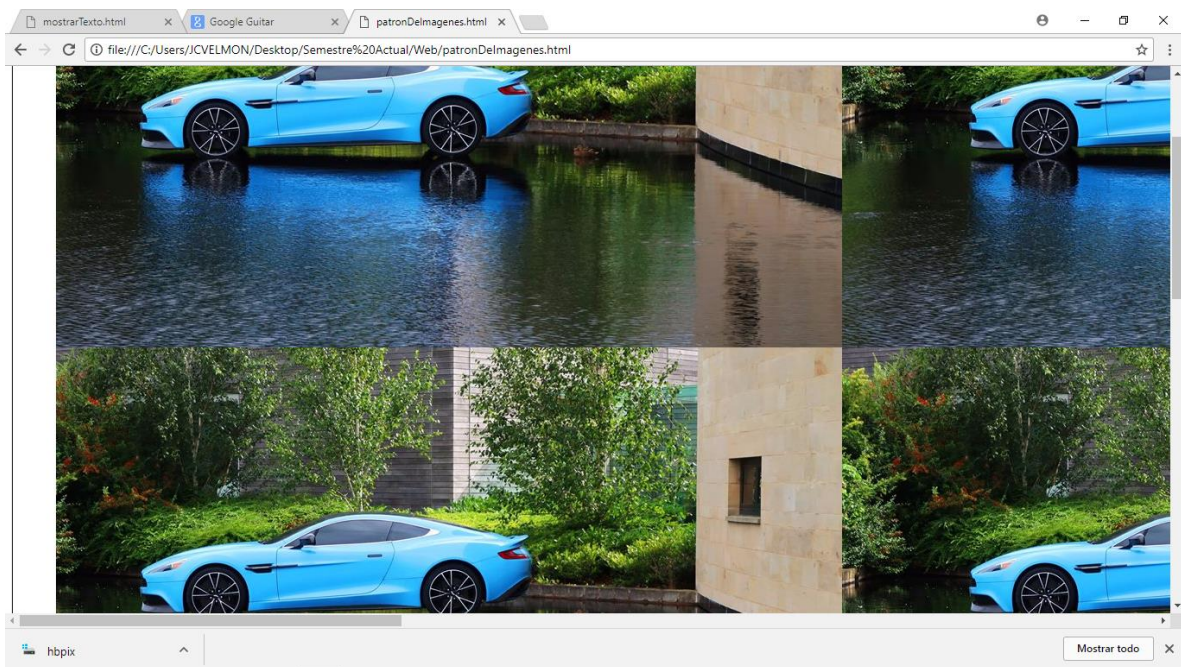 mostrarTexto.html
Google Guitar
patronDeImagenes.html
file:///C:/Users/JCVELMON/Desktop/Semestre%20Actual/Web/patronDeImagenes.html
hbpix
Mostrar todo